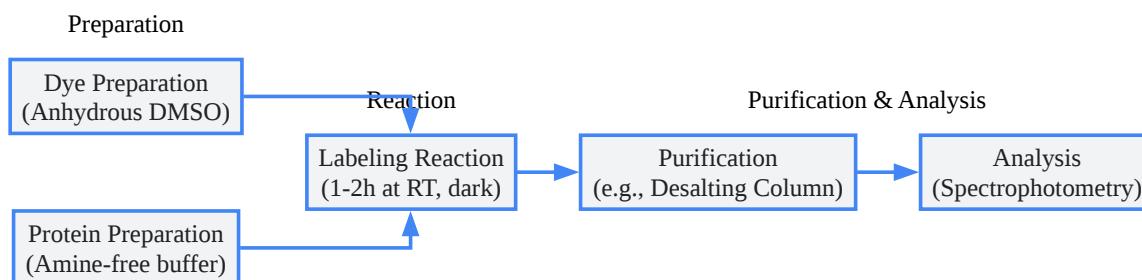 Preparation
Dye Preparation
(Anhydrous DMSO)
Reaction
Purification & Analysis
Labeling Reaction
(1-2h at RT, dark)
Purification
(e.g., Desalting Column)
Analysis
(Spectrophotometry)
Protein Preparation
(Amine-free buffer)